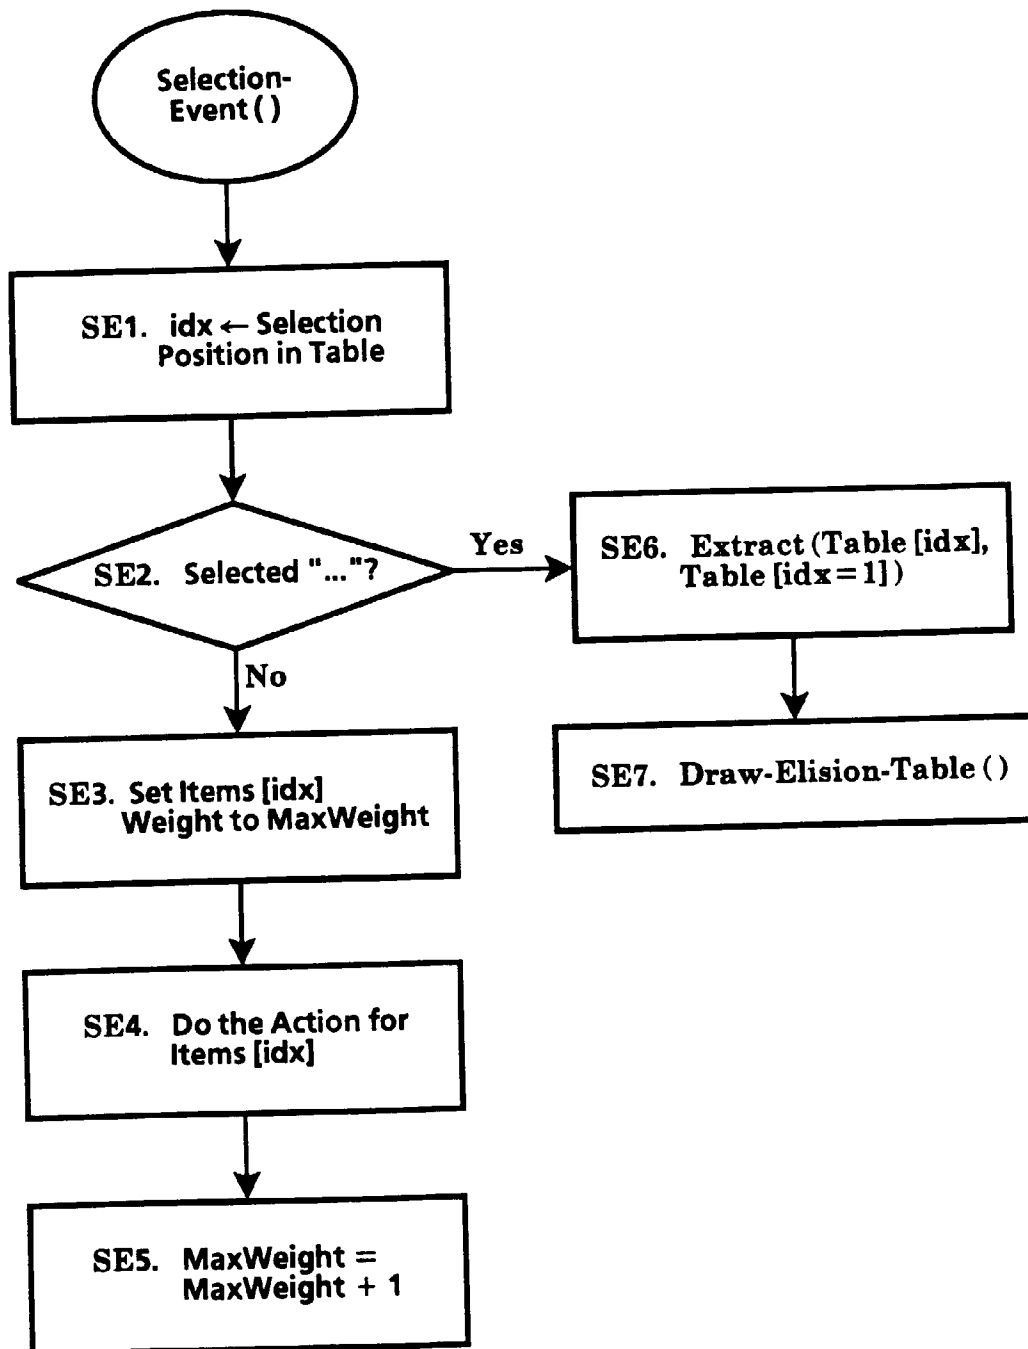 Selection-
Event ( )
SE1. idx ← Selection
Position in Table
SE2. Selected "..."?
Yes
No
SE6. Extract (Table [idx],
Table [idx=1])
SE7. Draw-Elision-Table ( )
SE3. Set Items [idx]
Weight to MaxWeight
SE4. Do the Action for
Items [idx]
SE5. MaxWeight =
MaxWeight + 1